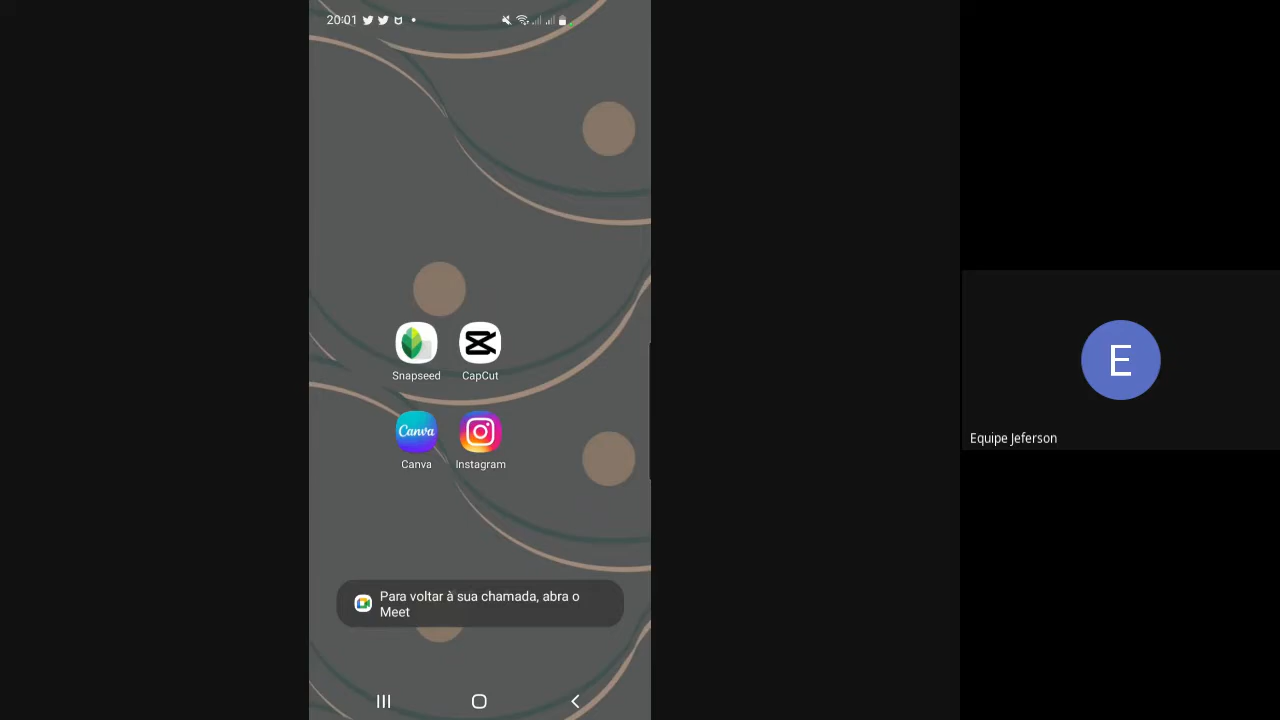 20:01
Snapseed
CapCut
Canva
Canva
Instagram
Para voltar à sua chamada, abra o
Meet
E
Equipe Jeferson